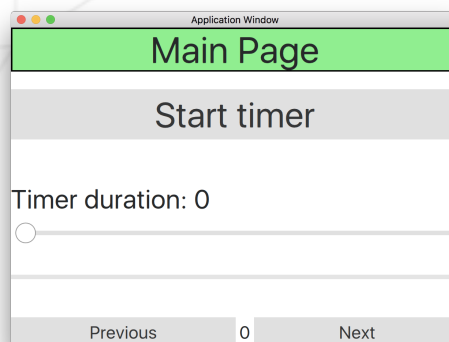 Application Window
Main Page
Start timer
Timer duration: 0
Previous 0 Next